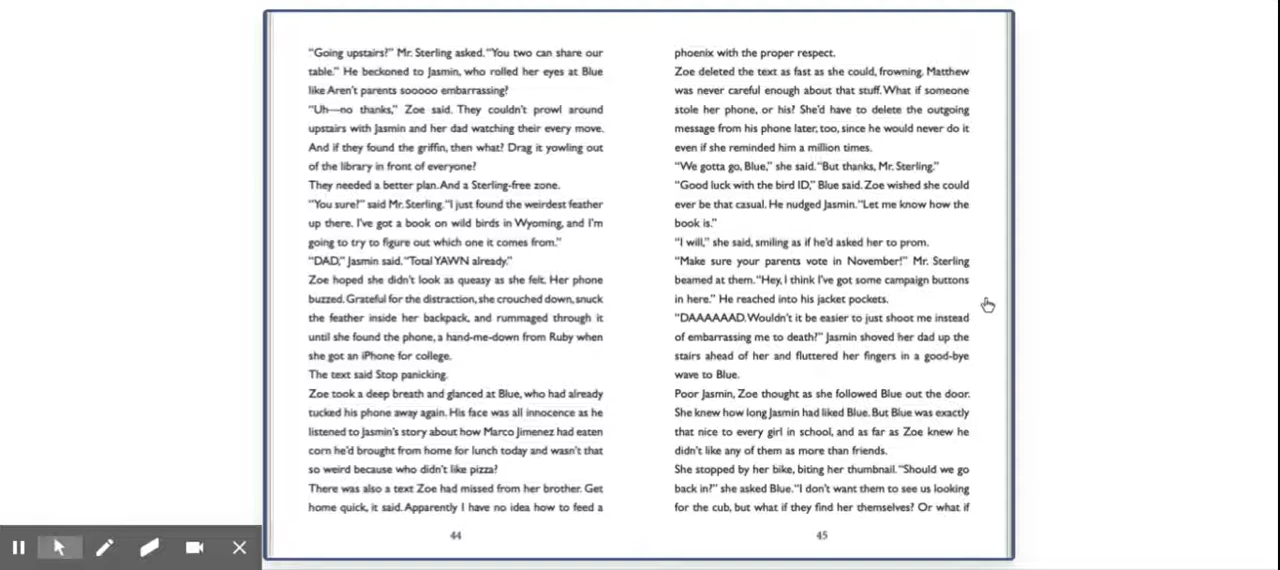 “Going upstairs?” Mr. Sterling asked. “You two can share our
table.” He beckoned to Jasmin, who rolled her eyes at Blue
like Aren’t parents sooooo embarrassing?
“Uh—no thanks,” Zoe said. They couldn’t prowl around
upstairs with Jasmin and her dad watching their every move.
And if they found the griffin, then what? Drag it yowling out
of the library in front of everyone?
They needed a better plan. And a Sterling-free zone.
“You sure?” said Mr. Sterling. “I just found the weirdest feather
up there. I’ve got a book on wild birds in Wyoming, and I’m
going to try to figure out which one it comes from.”
“DAD,” Jasmin said. “Total YAWN already.”
Zoe hoped she didn’t look as queasy as she felt. Her phone
buzzed. Grateful for the distraction, she crouched down, snuck
the feather inside her backpack, and rummaged through it
until she found the phone, a hand-me-down from Ruby when
she got an iPhone for college.
The text said Stop panicking.
Zoe took a deep breath and glanced at Blue, who had already
tucked his phone away again. His face was all innocence as he
listened to Jasmin’s story about how Marco Jimenez had eaten
corn he’d brought from home for lunch today and wasn’t that
so weird because who didn’t like pizza?
There was also a text Zoe had missed from her brother. Get
home quick, it said. Apparently I have no idea how to feed a
44
phoenix with the proper respect.
Zoe deleted the text as fast as she could, frowning. Matthew
was never careful enough about that stuff. What if someone
stole her phone, or his? She’d have to delete the outgoing
message from his phone later, too, since he would never do it
even if she reminded him a million times.
“We gotta go, Blue,” she said. “But thanks, Mr. Sterling.”
“Good luck with the bird ID,” Blue said. Zoe wished she could
ever be that casual. He nudged Jasmin. “Let me know how the
book is.”
“I will,” she said, smiling as if he’d asked her to prom.
“Make sure your parents vote in November!” Mr. Sterling
beamed at them. “Hey, I think I’ve got some campaign buttons
in here.” He reached into his jacket pockets.
“DAAAAAAD. Wouldn’t it be easier to just shoot me instead
of embarrassing me to death?” Jasmin shoved her dad up the
stairs ahead of her and fluttered her fingers in a good-bye
wave to Blue.
Poor Jasmin, Zoe thought as she followed Blue out the door.
She knew how long Jasmin had liked Blue. But Blue was exactly
that nice to every girl in school, and as far as Zoe knew he
didn’t like any of them as more than friends.
She stopped by her bike, biting her thumbnail. “Should we go
back in?” she asked Blue. “I don’t want them to see us looking
for the cub, but what if they find her themselves? Or what if
45